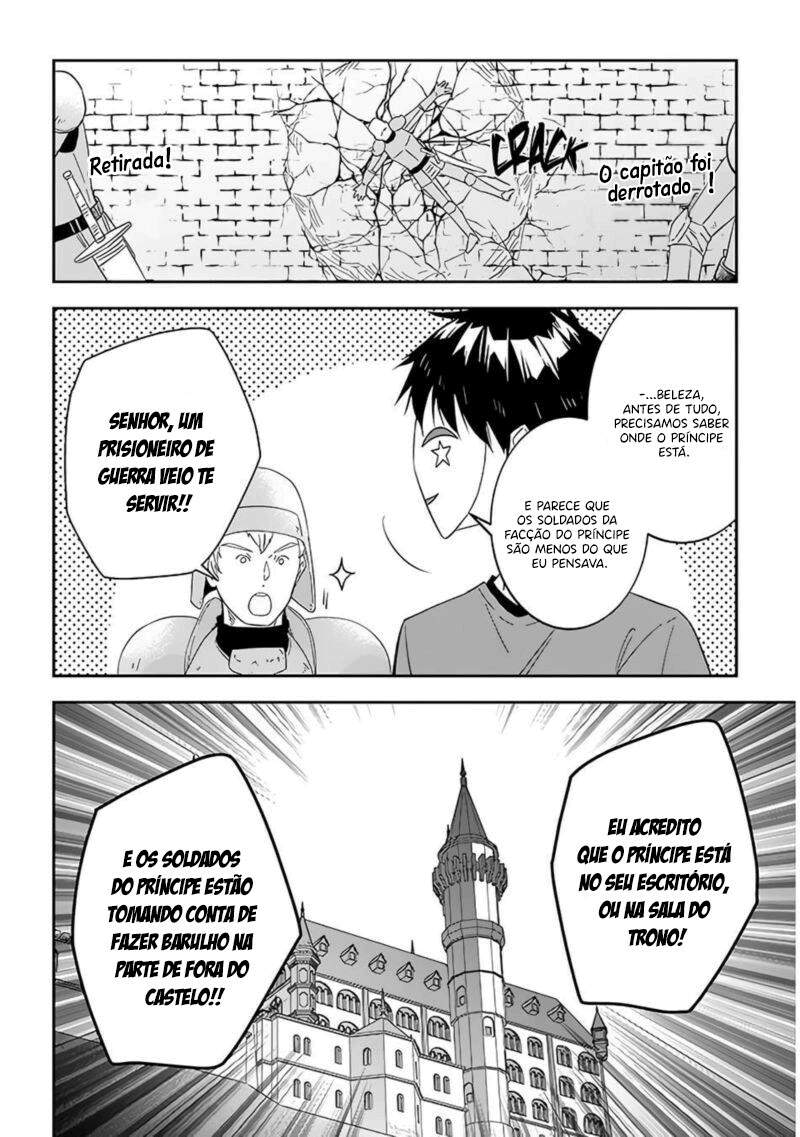 O capitão foi
derrotado !
CRACK
Retirada!
-...BELEZA,
ANTES DE TUDO,
PRECISAMOS SABER
ONDE O PRÍNCIPE
ESTÁ.
E PARECE QUE
OS SOLDADOS DA
FACÇÃO DO PRÍNCIPE
SÃO MENOS DO QUE
EU PENSAVA.
SENHOR, UM
PRISIONEIRO DE
GUERRA VEIO TE
SERVIR!!
EU ACREDITO
QUE O PRÍNCIPE ESTÁ
NO SEU ESCRITÓRIO,
OU NA SALA DO
TRONO!
E OS SOLDADOS
DO PRÍNCIPE ESTÃO
TOMANDO CONTA DE
FAZER BARULHO NA
PARTE DE FORA DO
CASTELO!!